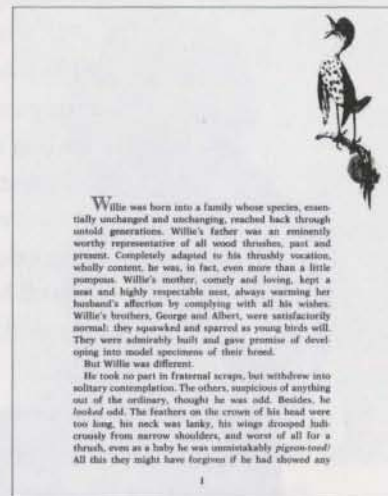 Willie was born into a family whose species, essen-
tially unchanged and unchanging, reached back through
untold generations. Willie's father was an eminently
worthy representative of all wood thrushes, past and
present. Completely adapted to his thrushly vocation,
wholly content, he was, in fact, even more than a little
pompous. Willie's mother, comely and loving, kept a
neat and highly respectable nest, always warming her
husband's affection by complying with all his wishes.
Willie's brothers, George and Albert, were satisfactorily
normal: they squawked and sparred as young birds will.
They were admirably built and gave promise of devel-
oping into model specimens of their breed.
But Willie was different.
He took no part in fraternal scraps, but withdrew into
solitary contemplation. The others, suspicious of anything
out of the ordinary, thought he was odd. Besides, he
looked odd. The feathers on the crown of his head were
too long, his neck was lanky, his wings drooped ludi-
crously from narrow shoulders, and worst of all for a
thrush, even as a baby he was unmistakably pigeon-toed!
All this they might have forgiven if he had showed any
1